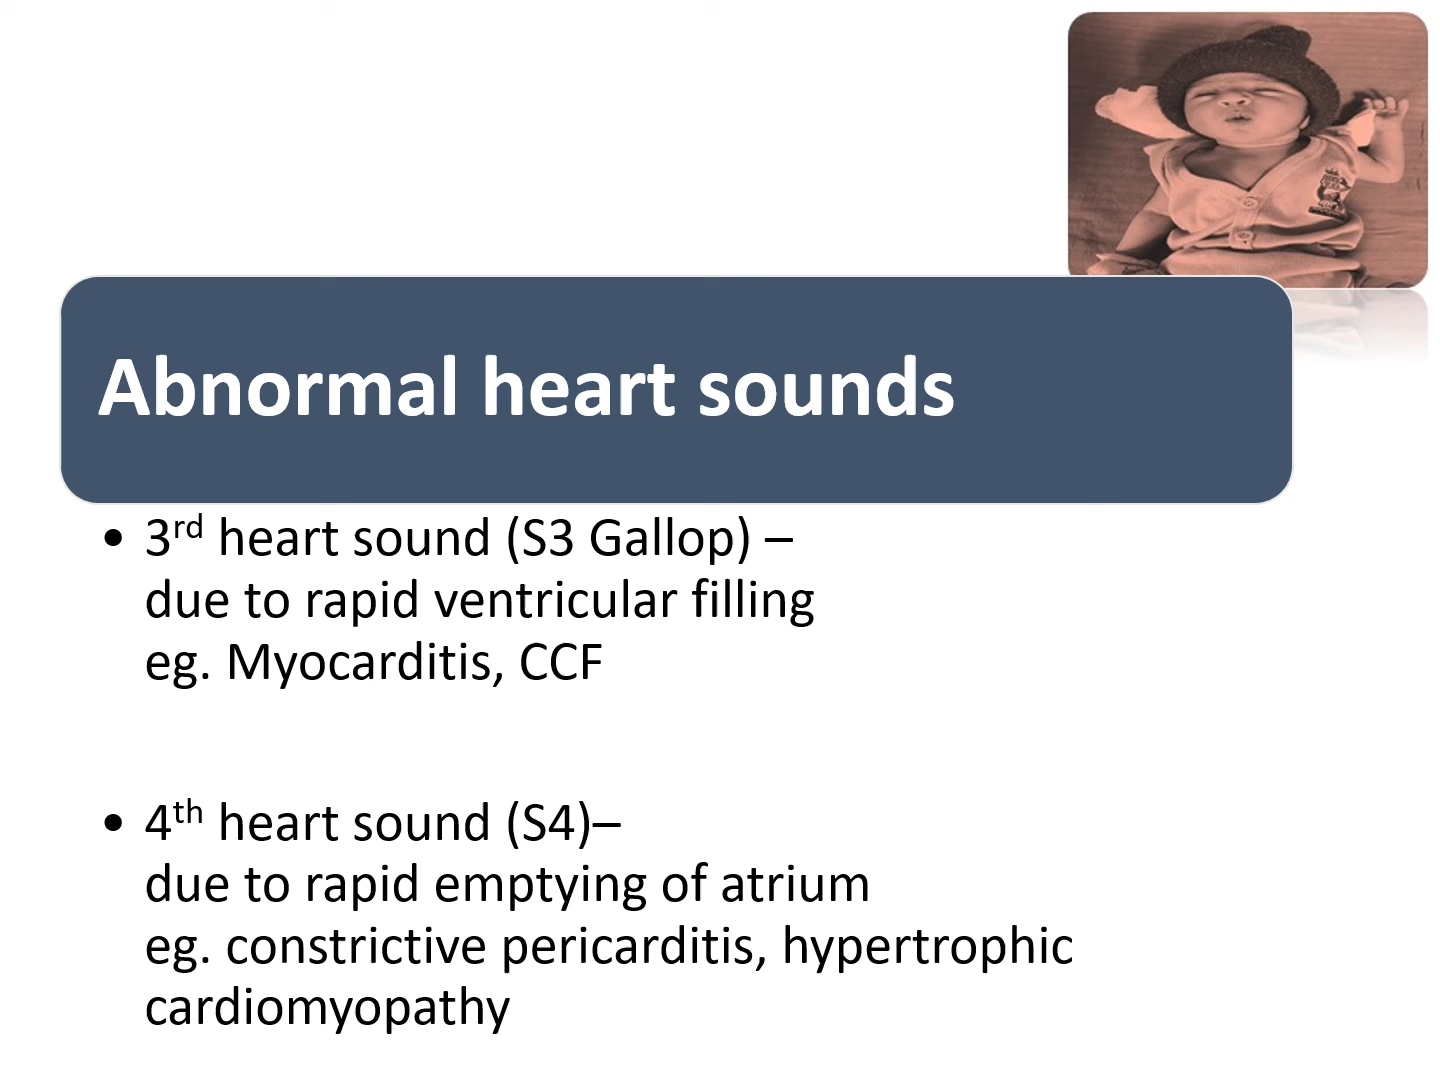 Abnormal heart sounds
• 3rd heart sound (S3 Gallop) –
due to rapid ventricular filling
eg. Myocarditis, CCF
• 4th heart sound (S4)–
due to rapid emptying of atrium
eg. constrictive pericarditis, hypertrophic
cardiomyopathy